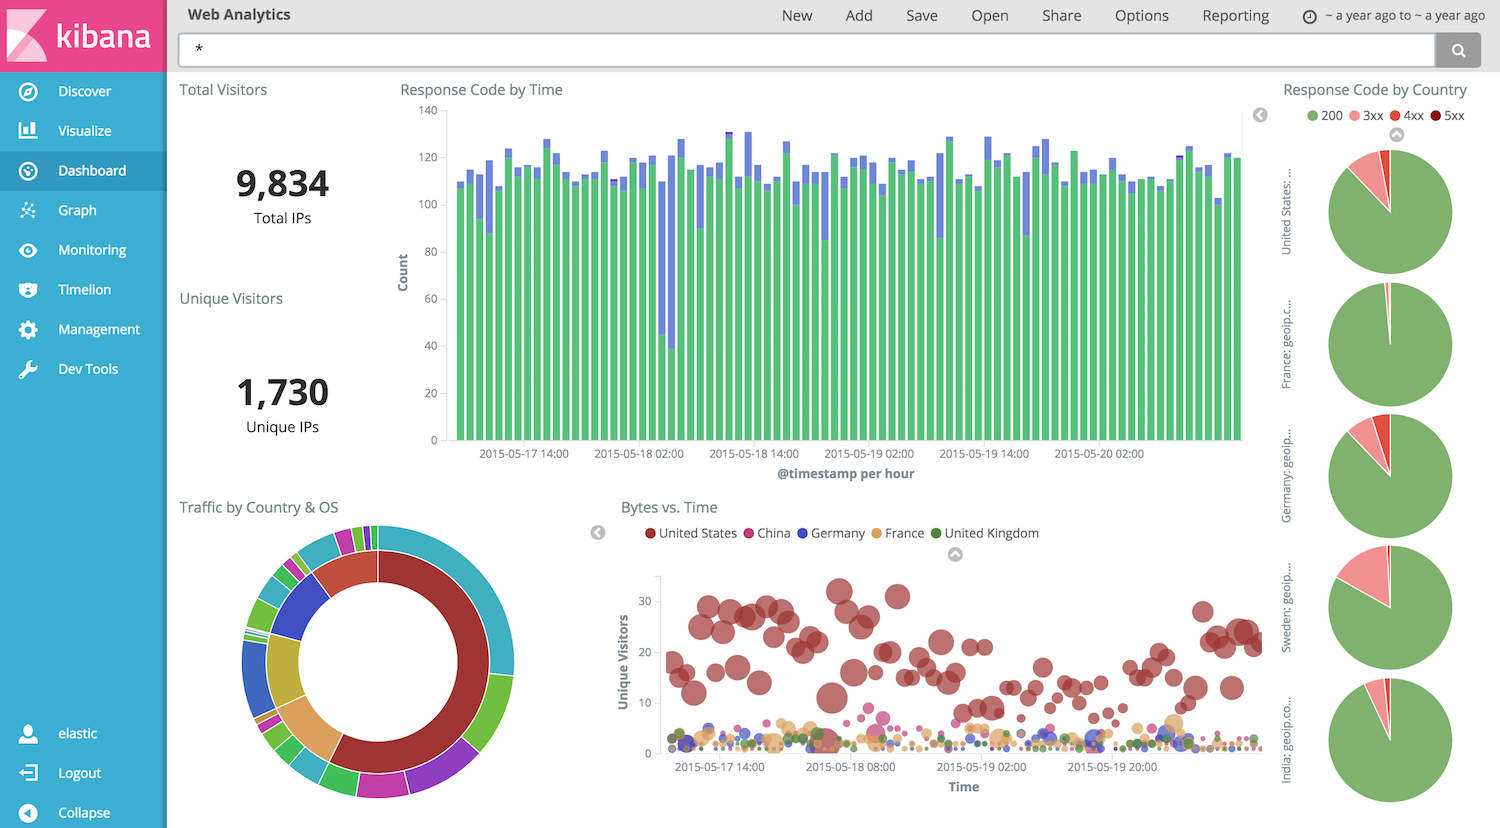 kibana
Discover
Visualize
Dashboard
Graph
Monitoring
Timelion
Management
Dev Tools
elastic
Logout
Collapse
Web Analytics
New Add Save Open Share Options Reporting ~ a year ago to ~ a year ago
*
Total Visitors
9,834
Total IPs
Unique Visitors
1,730
Unique IPs
Response Code by Time
Count
140
120
100
80
60
40
20
0
2015-05-17 14:00 2015-05-18 02:00 2015-05-18 14:00 2015-05-19 02:00 2015-05-19 14:00 2015-05-20 02:00
@timestamp per hour
Response Code by Country
200 3xx 4xx 5xx
United States: ...
France: geoip.c...
Germany: geoip...
Sweden: geoip....
India: geoip.co...
Traffic by Country & OS
Bytes vs. Time
United States China Germany France United Kingdom
Unique Visitors
30
20
10
0
2015-05-17 14:00 2015-05-18 08:00 2015-05-19 02:00 2015-05-19 20:00
Time